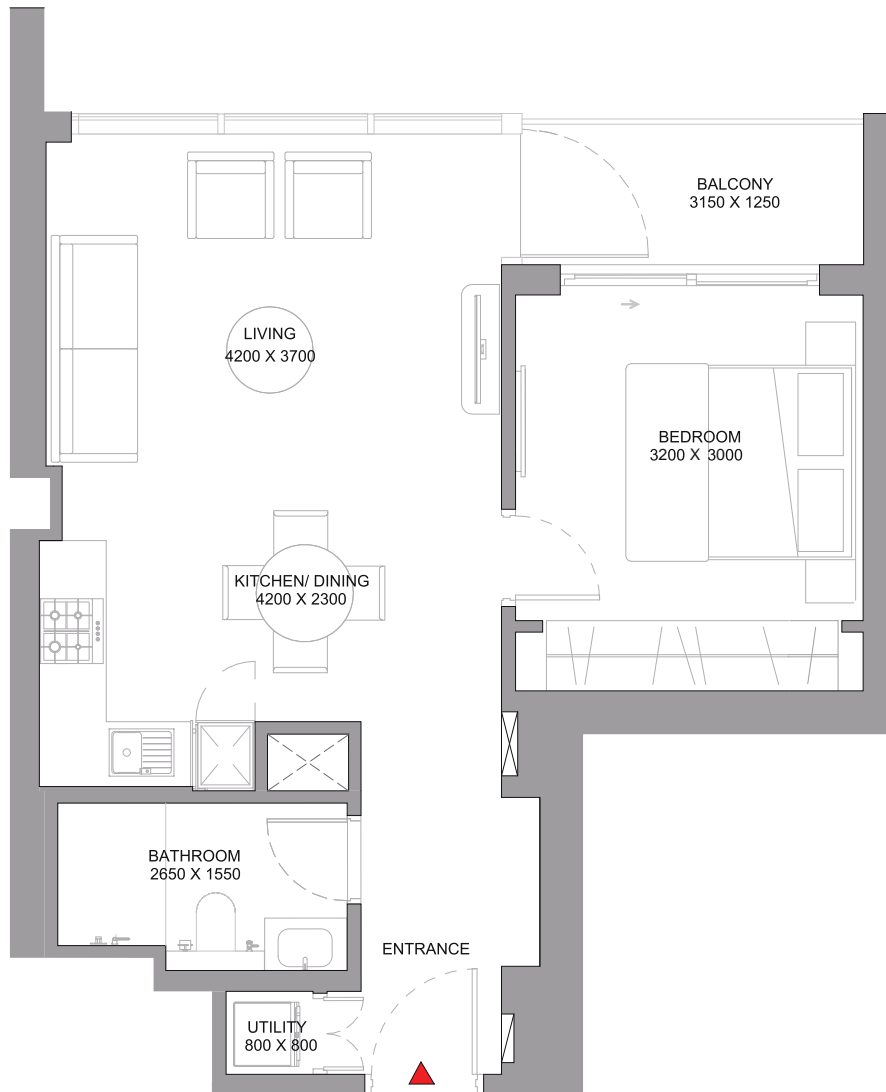 BALCONY
3150 X 1250
LIVING
4200 X 3700
BEDROOM
3200 X 3000
KITCHEN/ DINING
4200 X 2300
BATHROOM
2650 X 1550
ENTRANCE
UTILITY
800 X 800